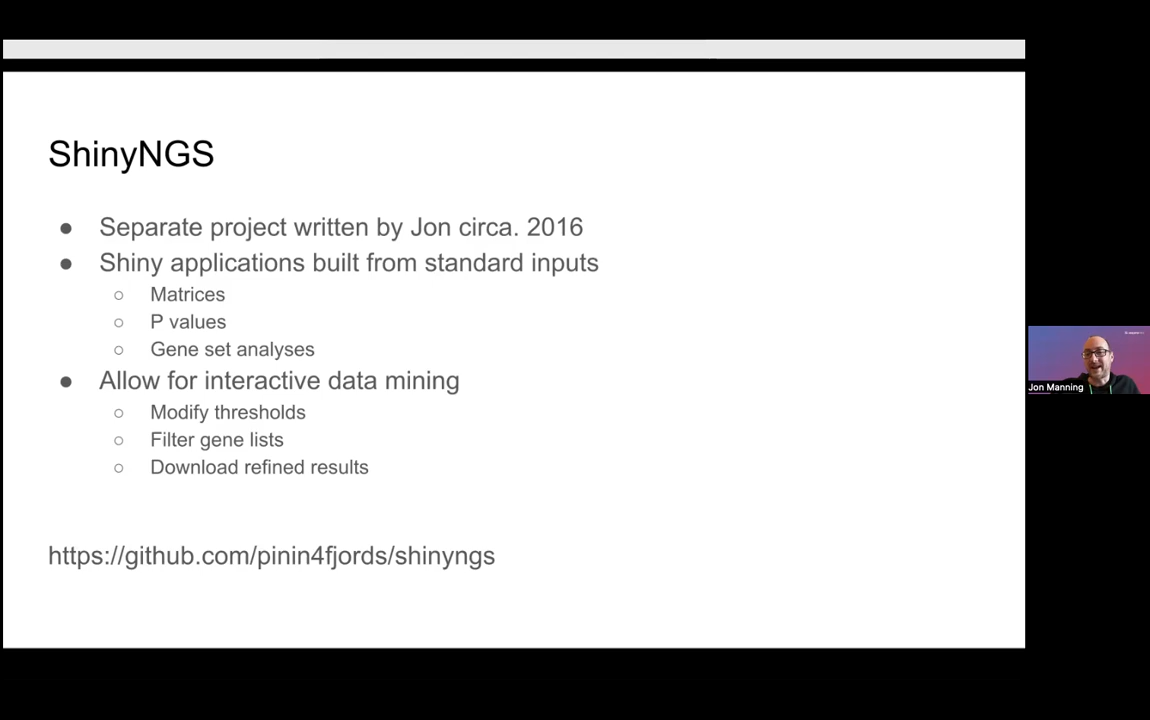 ShinyNGS
● Separate project written by Jon circa. 2016
● Shiny applications built from standard inputs
○ Matrices
○ P values
○ Gene set analyses
● Allow for interactive data mining
○ Modify thresholds
○ Filter gene lists
○ Download refined results
https://github.com/pinin4fjords/shinyngs
Jon Manning